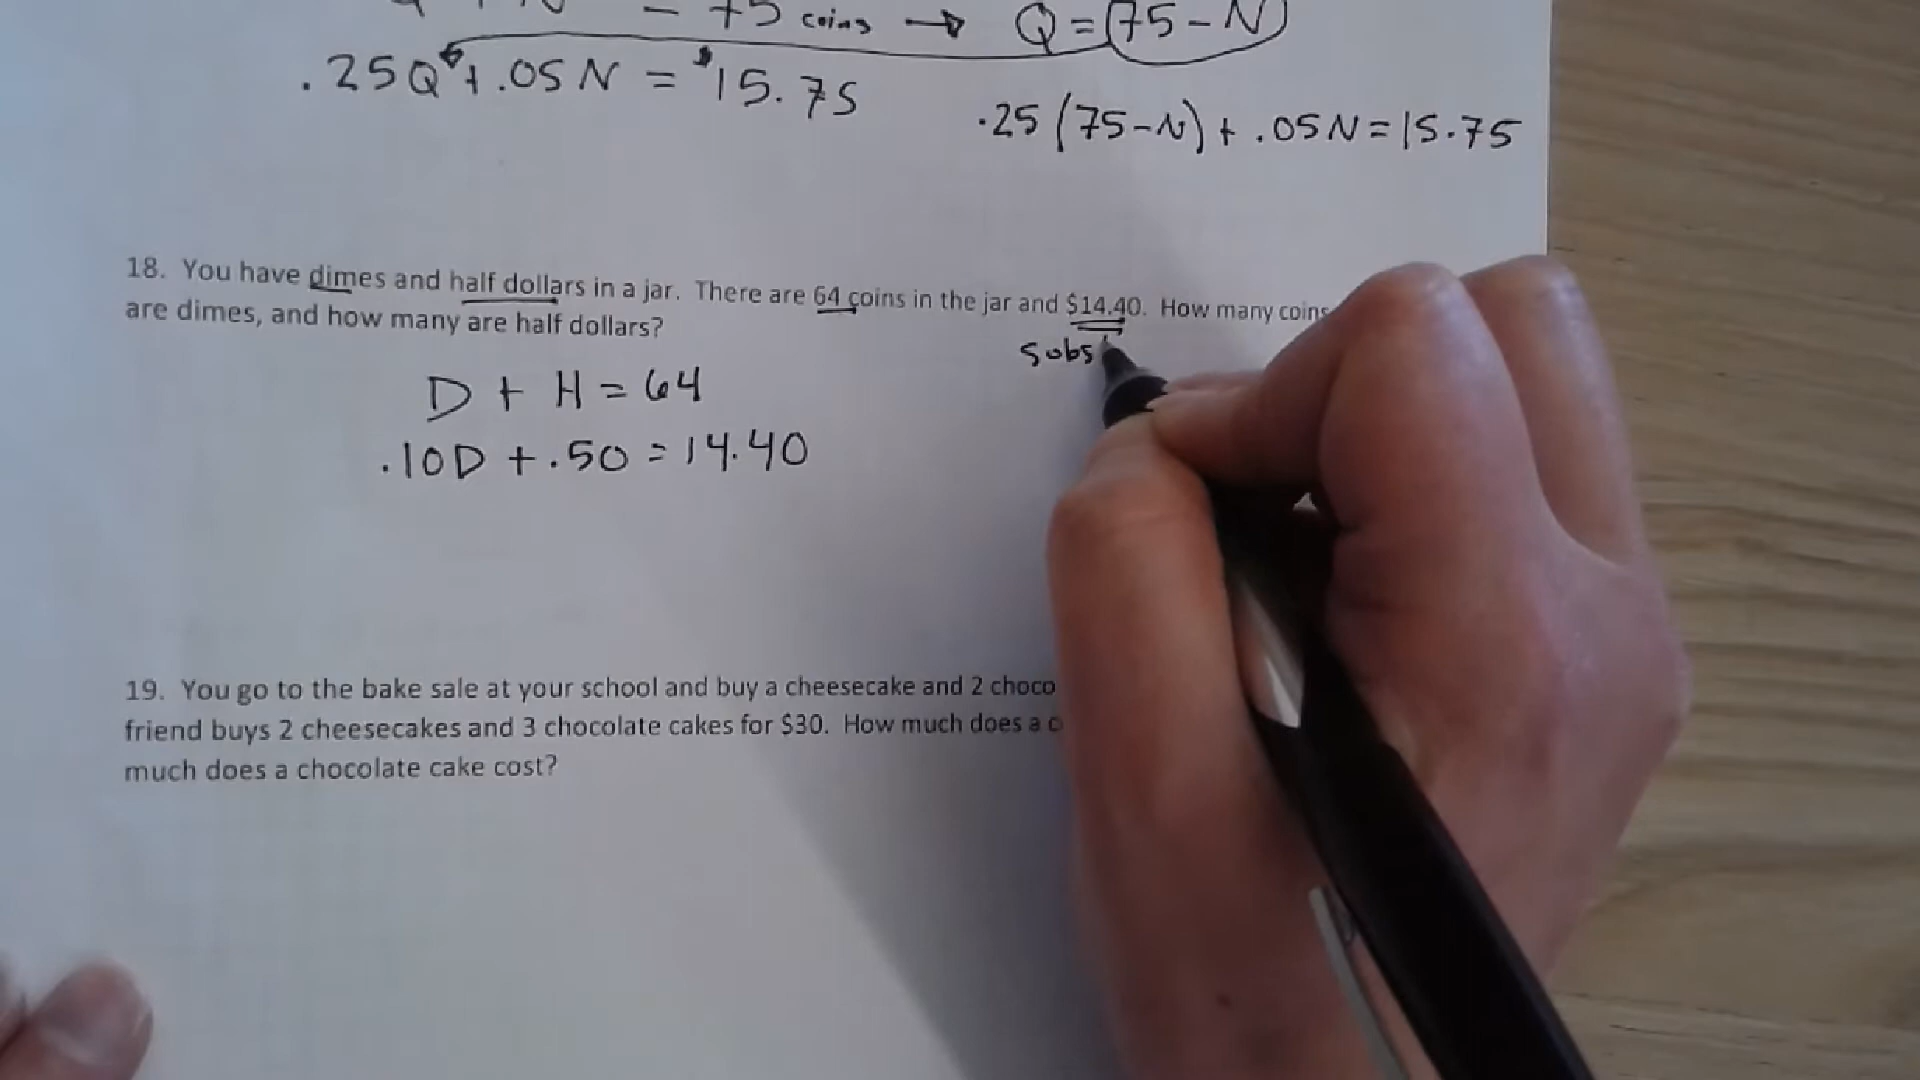 N = 75 coins → Q = (75 - N)
.25Q + .05N = $15.75
.25 (75-N) + .05N = 15.75
18. You have dimes and half dollars in a jar. There are 64 coins in the jar and $14.40. How many coins
are dimes, and how many are half dollars?
subs
D + H = 64
.10D + .50 = 14.40
19. You go to the bake sale at your school and buy a cheesecake and 2 choco
friend buys 2 cheesecakes and 3 chocolate cakes for $30. How much does a c
much does a chocolate cake cost?